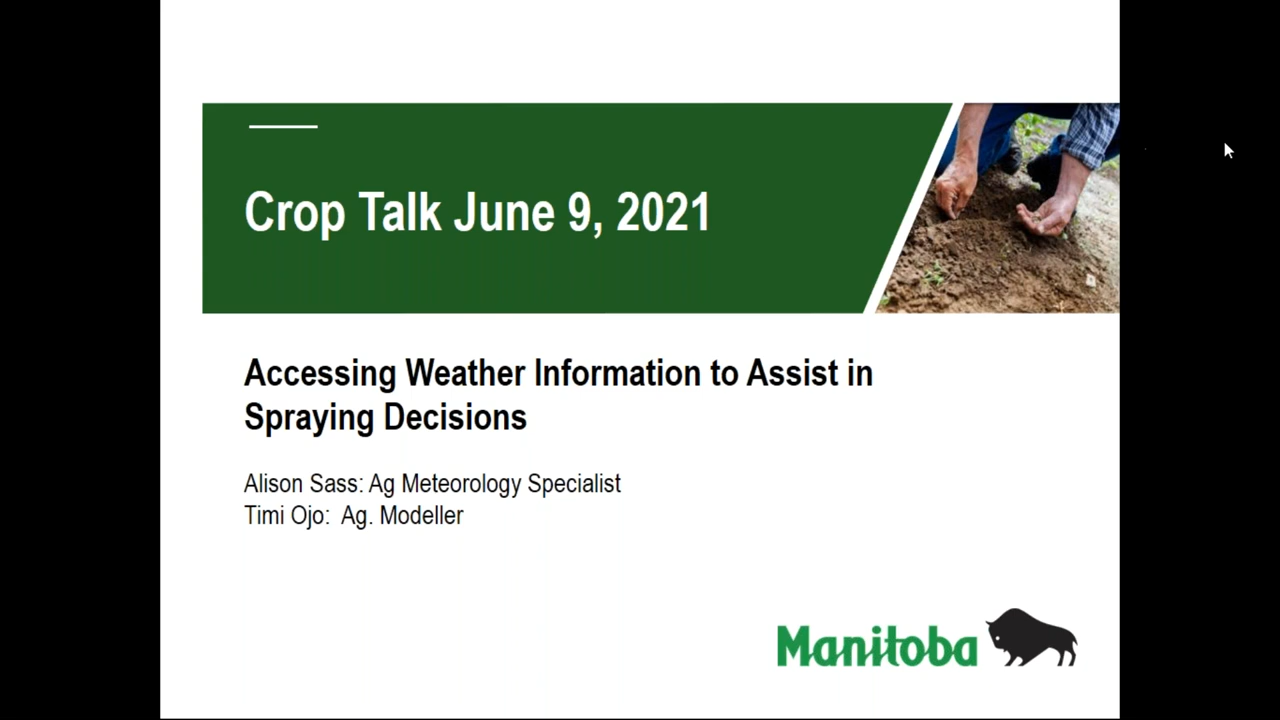 Crop Talk June 9, 2021
Accessing Weather Information to Assist in
Spraying Decisions
Alison Sass: Ag Meteorology Specialist
Timi Ojo:  Ag. Modeller
Manitoba